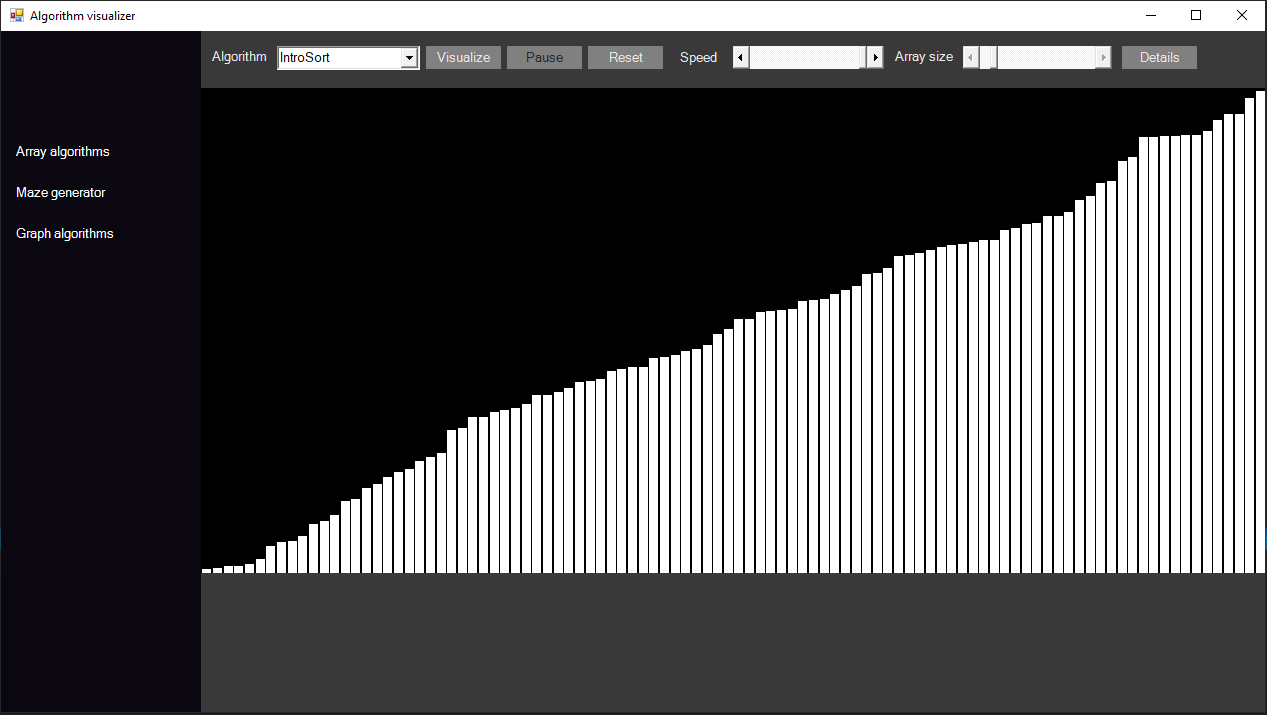 Algorithm visualizer
Algorithm IntroSort Visualize Pause Reset Speed Array size Details
Array algorithms
Maze generator
Graph algorithms